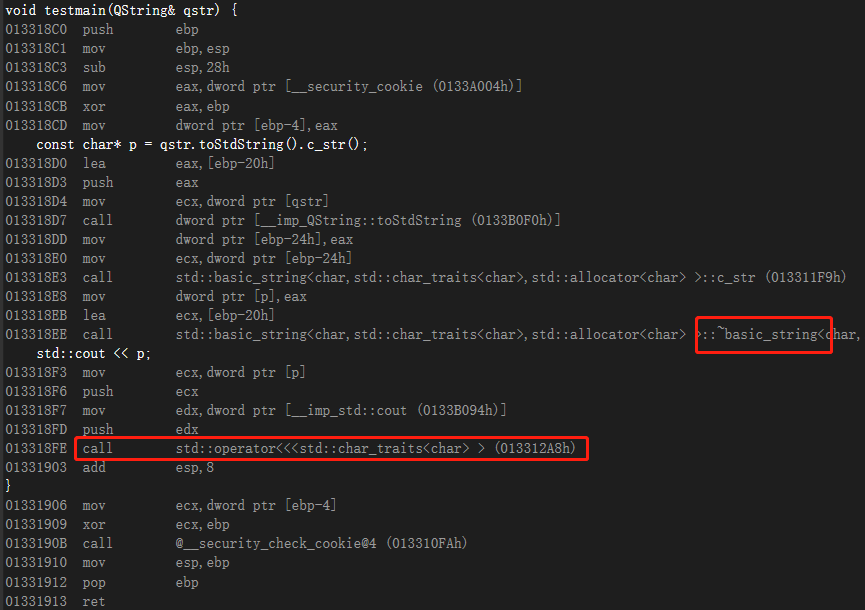 void testmain(QString& qstr) {
013318C0  push        ebp
013318C1  mov         ebp,esp
013318C3  sub         esp,28h
013318C6  mov         eax,dword ptr [__security_cookie (0133A004h)]
013318CB  xor         eax,ebp
013318CD  mov         dword ptr [ebp-4],eax
    const char* p = qstr.toStdString().c_str();
013318D0  lea         eax,[ebp-20h]
013318D3  push        eax
013318D4  mov         ecx,dword ptr [qstr]
013318D7  call        dword ptr [__imp_QString::toStdString (0133B0F0h)]
013318DD  mov         dword ptr [ebp-24h],eax
013318E0  mov         ecx,dword ptr [ebp-24h]
013318E3  call        std::basic_string<char,std::char_traits<char>,std::allocator<char> >::c_str (013311F9h)
013318E8  mov         dword ptr [p],eax
013318EB  lea         ecx,[ebp-20h]
013318EE  call        std::basic_string<char,std::char_traits<char>,std::allocator<char> >::~basic_string<char,
    std::cout << p;
013318F3  mov         ecx,dword ptr [p]
013318F6  push        ecx
013318F7  mov         edx,dword ptr [__imp_std::cout (0133B094h)]
013318FD  push        edx
013318FE  call        std::operator<<<std::char_traits<char> > (013312A8h)
01331903  add         esp,8
}
01331906  mov         ecx,dword ptr [ebp-4]
01331909  xor         ecx,ebp
0133190B  call        @__security_check_cookie@4 (013310FAh)
01331910  mov         esp,ebp
01331912  pop         ebp
01331913  ret